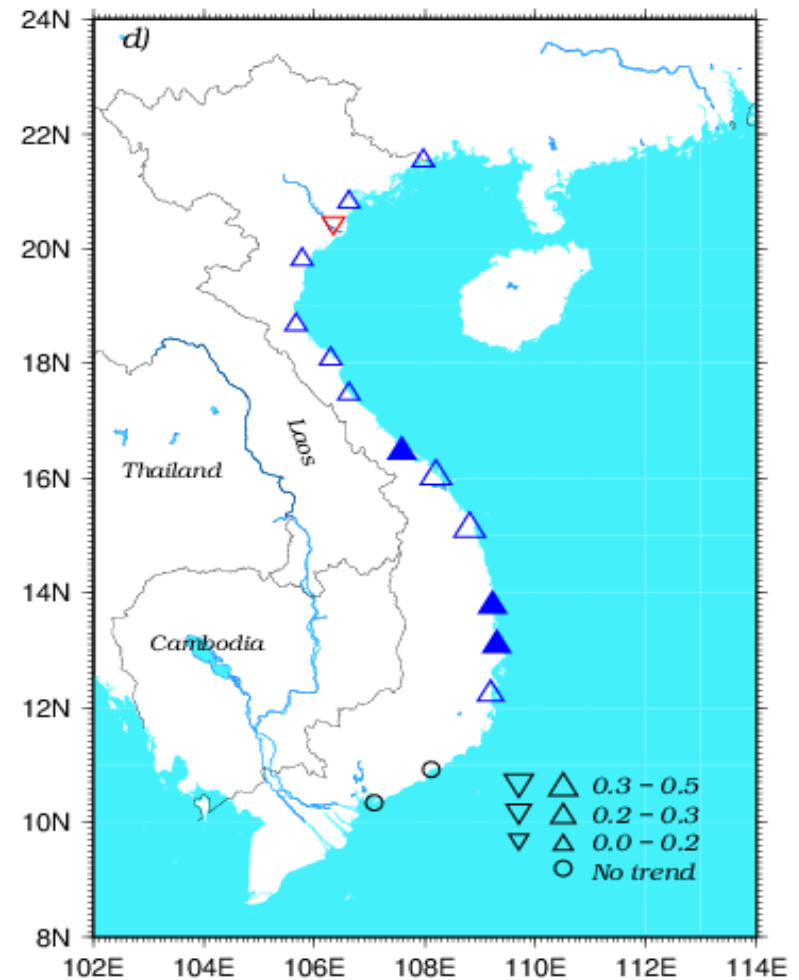 24N
d)
22N
20N
18N
Laos
Thailand
16N
14N
Cambodia
12N
0.3 – 0.5
0.2 – 0.3
10N
0.0 – 0.2
No trend
8N
102E 104E 106E 108E 110E 112E 114E